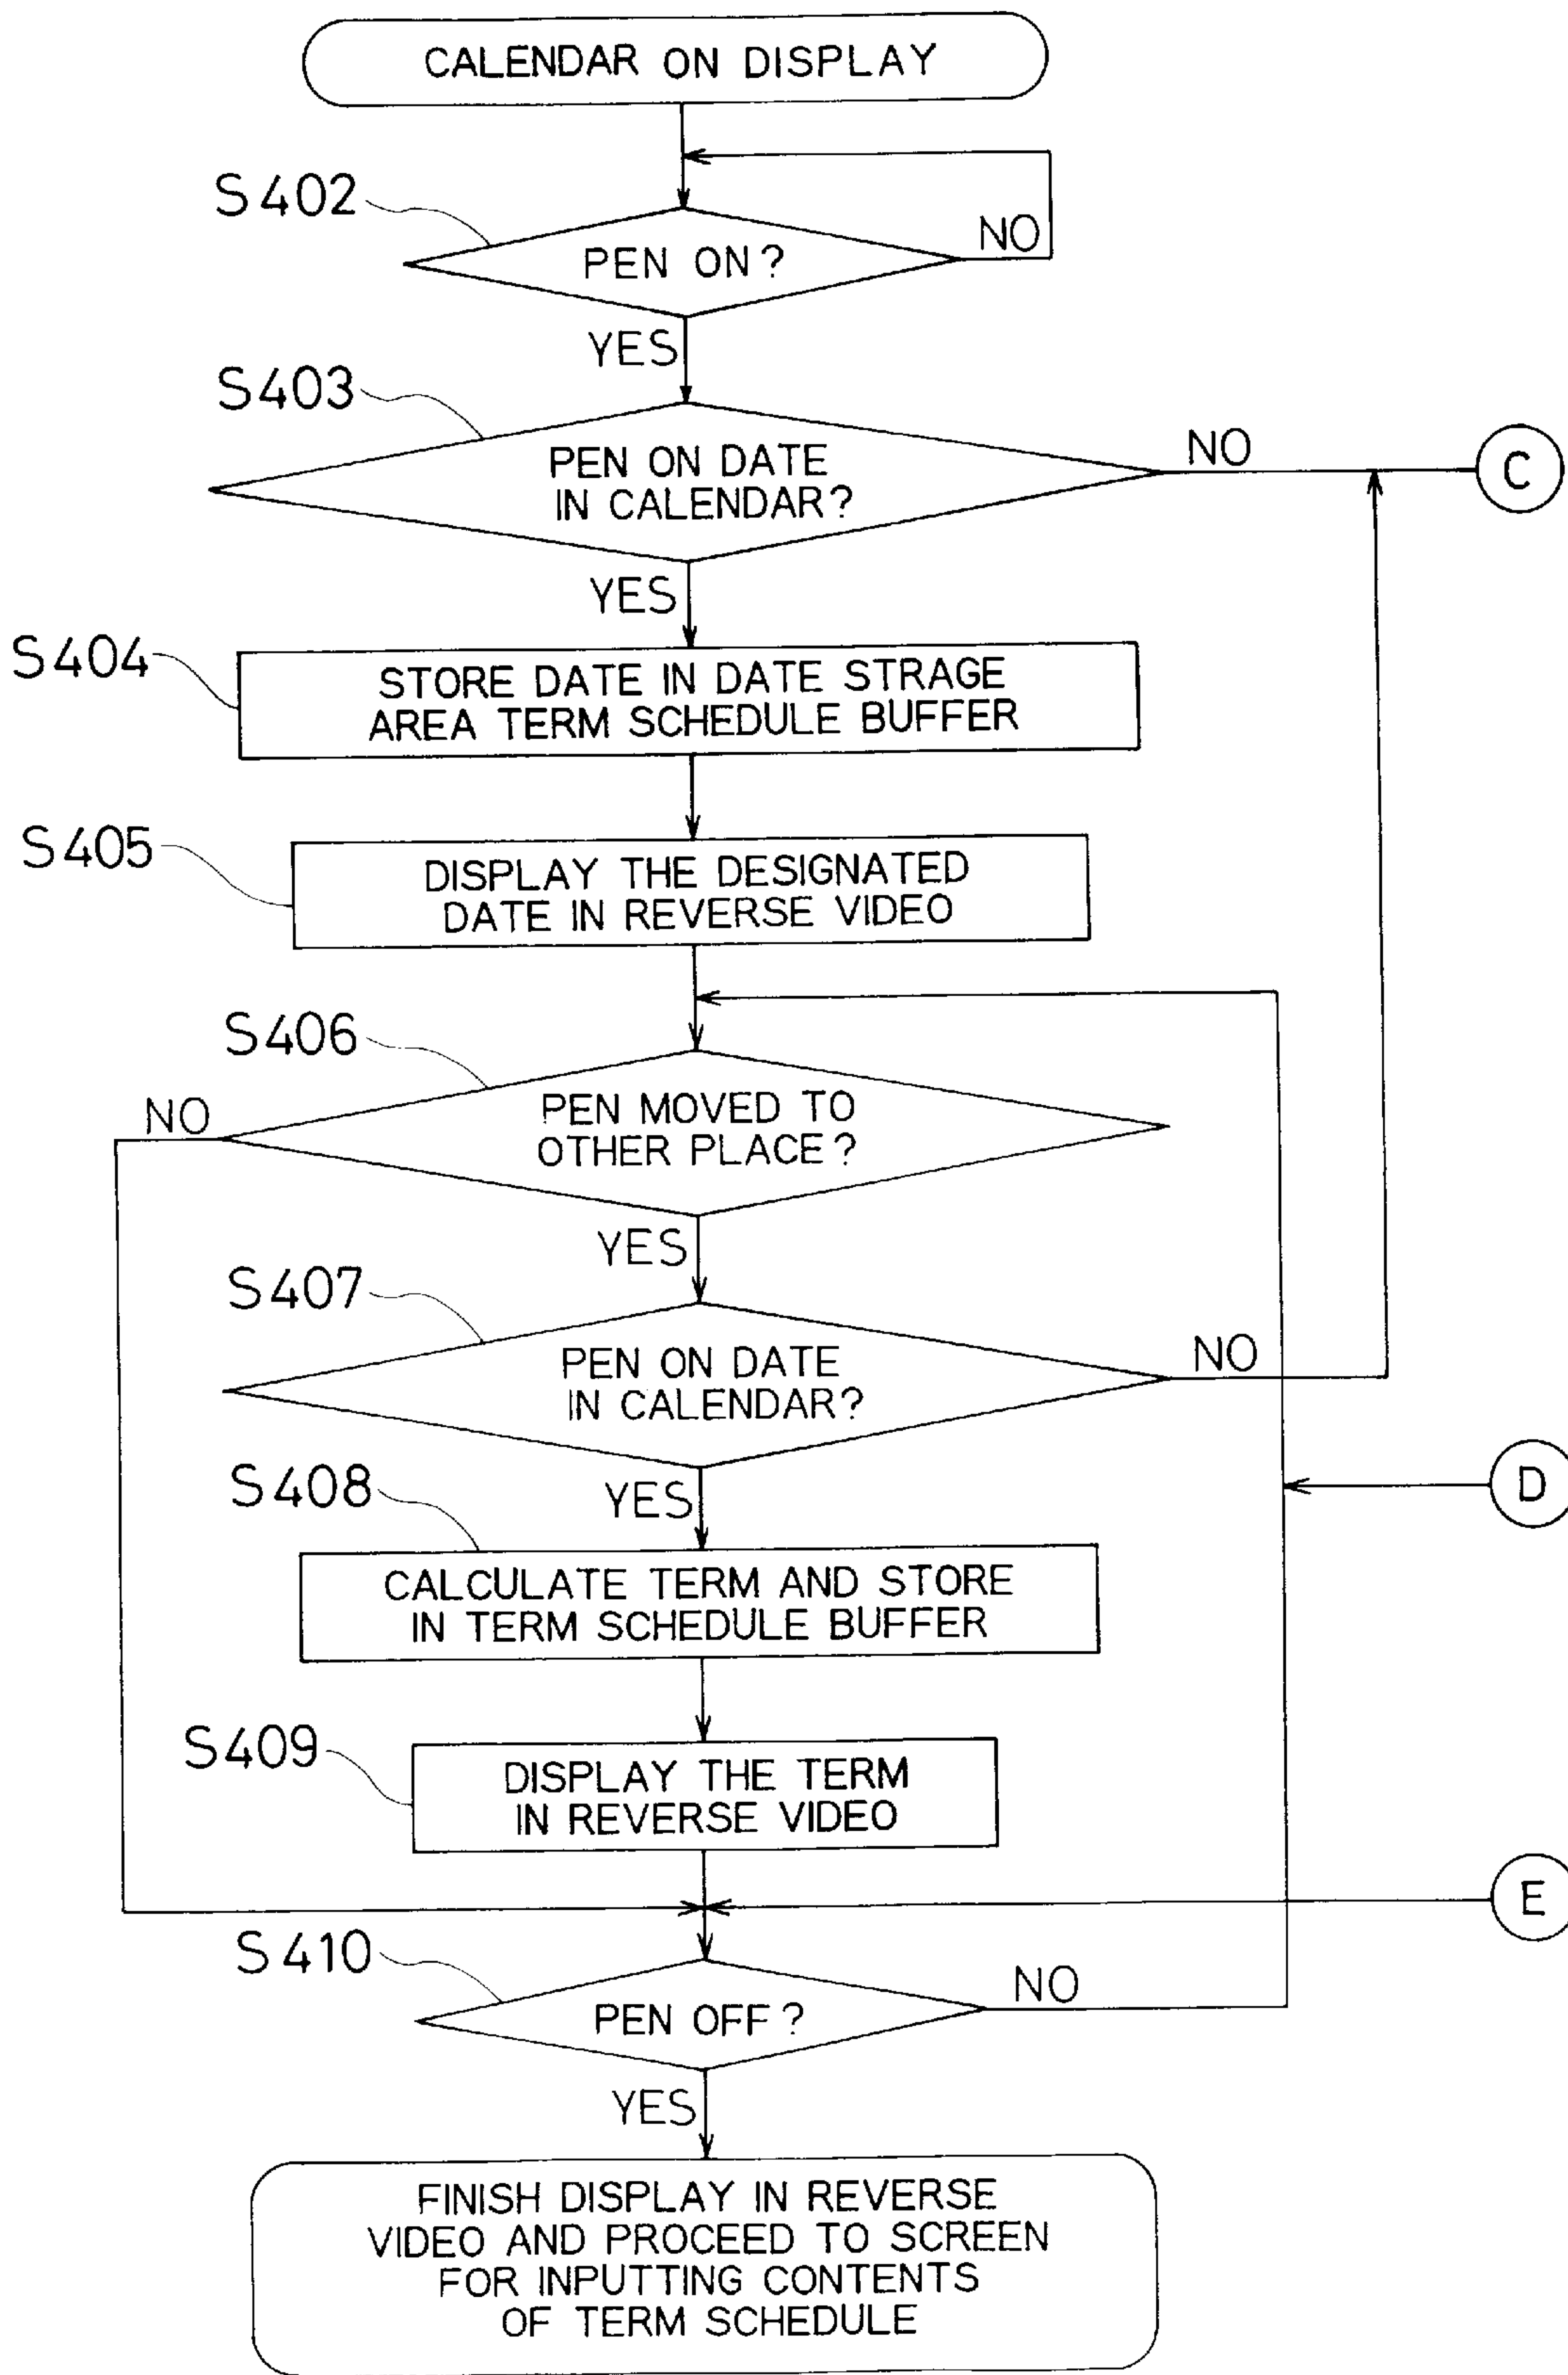 CALENDAR ON DISPLAY
S402
NO
PEN ON?
YES
S403
NO
PEN ON DATE
IN CALENDAR?
C
YES
S404
STORE DATE IN DATE STRAGE
AREA TERM SCHEDULE BUFFER
S405
DISPLAY THE DESIGNATED
DATE IN REVERSE VIDEO
S406
NO
PEN MOVED TO
OTHER PLACE?
YES
S407
NO
PEN ON DATE
IN CALENDAR?
D
S408
YES
CALCULATE TERM AND STORE
IN TERM SCHEDULE BUFFER
S409
DISPLAY THE TERM
IN REVERSE VIDEO
E
S410
NO
PEN OFF?
YES
FINISH DISPLAY IN REVERSE
VIDEO AND PROCEED TO SCREEN
FOR INPUTTING CONTENTS
OF TERM SCHEDULE